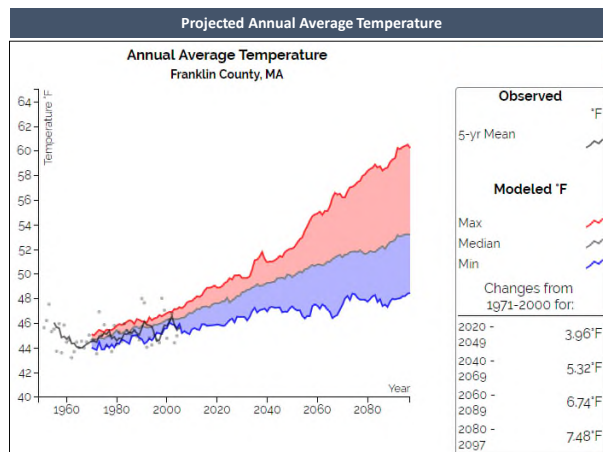 Projected Annual Average Temperature
Annual Average Temperature
Franklin County, MA
Temperature °F
64
62
60
58
56
54
52
50
48
46
44
42
40
1960
1980
2000
2020
2040
2060
2080
Year
Observed
°F
5-yr Mean
Modeled °F
Max
Median
Min
Changes from
1971-2000 for:
2020 -
2049
3.96°F
2040 -
2069
5.32°F
2060 -
2089
6.74°F
2080 -
2097
7.48°F